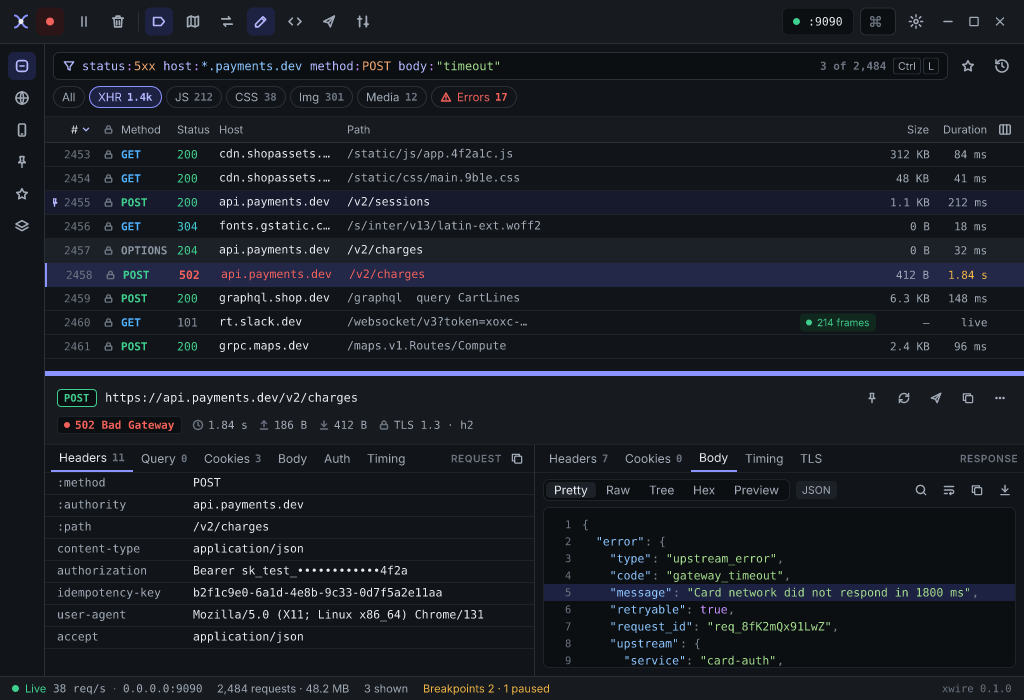 :9090
status:5xx host:*.payments.dev method:POST body:"timeout" 3 of 2,484 Ctrl L
All XHR 1.4k JS 212 CSS 38 Img 301 Media 12 Errors 17
# Method Status Host Path Size Duration
2453 GET 200 cdn.shopassets.… /static/js/app.4f2a1c.js 312 KB 84 ms
2454 GET 200 cdn.shopassets.… /static/css/main.9b1e.css 48 KB 41 ms
2455 POST 200 api.payments.dev /v2/sessions 1.1 KB 212 ms
2456 GET 304 fonts.gstatic.c… /s/inter/v13/latin-ext.woff2 0 B 18 ms
2457 OPTIONS 204 api.payments.dev /v2/charges 0 B 32 ms
2458 POST 502 api.payments.dev /v2/charges 412 B 1.84 s
2459 POST 200 graphql.shop.dev /graphql query CartLines 6.3 KB 148 ms
2460 GET 101 rt.slack.dev /websocket/v3?token=xoxc-… 214 frames — live
2461 POST 200 grpc.maps.dev /maps.v1.Routes/Compute 2.4 KB 96 ms
POST https://api.payments.dev/v2/charges
502 Bad Gateway 1.84 s 186 B 412 B TLS 1.3 · h2
Headers 11 Query 0 Cookies 3 Body Auth Timing REQUEST
:method POST
:authority api.payments.dev
:path /v2/charges
content-type application/json
authorization Bearer sk_test_••••••••••••4f2a
idempotency-key b2f1c9e0-6a1d-4e8b-9c33-0d7f5a2e11aa
user-agent Mozilla/5.0 (X11; Linux x86_64) Chrome/131
accept application/json
Headers 7 Cookies 0 Body Timing TLS RESPONSE
Pretty Raw Tree Hex Preview JSON
1 {
2 "error": {
3 "type": "upstream_error",
4 "code": "gateway_timeout",
5 "message": "Card network did not respond in 1800 ms",
6 "retryable": true,
7 "request_id": "req_8fK2mQx91LwZ",
8 "upstream": {
9 "service": "card-auth",
Live 38 req/s · 0.0.0.0:9090 2,484 requests · 48.2 MB 3 shown Breakpoints 2 · 1 paused xwire 0.1.0